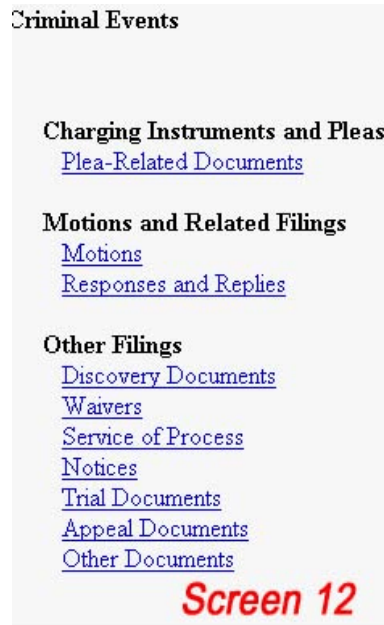 Criminal Events
Charging Instruments and Pleas
Plea-Related Documents
Motions and Related Filings
Motions
Responses and Replies
Other Filings
Discovery Documents
Waivers
Service of Process
Notices
Trial Documents
Appeal Documents
Other Documents
Screen 12